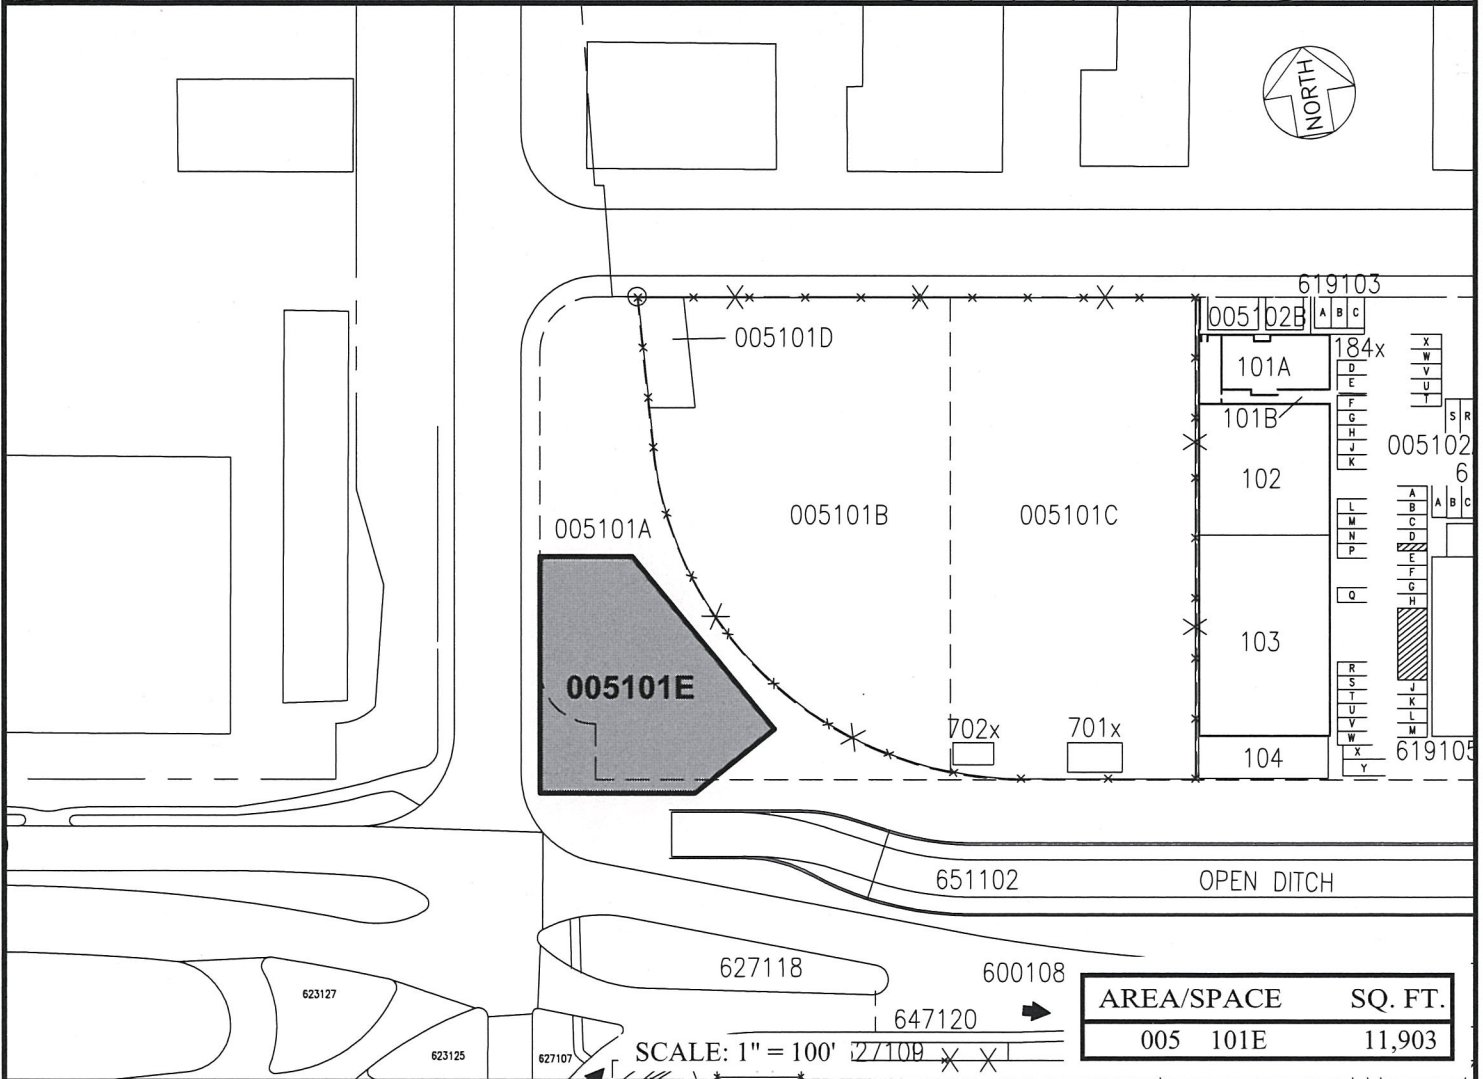 NORTH
619103
005102B
A B C
005101D
184x
101A
D
E
X
W
V
U
T
101B
F
G
H
J
K
S R
005102
102
6
005101B
005101C
005101A
A
B
C
D
A B C
L
M
N
P
E
F
G
H
Q
103
005101E
R
S
T
U
V
W
J
K
L
M
702x
701x
104
X
Y
619105
651102
OPEN DITCH
627118
600108
623127
647120
623125
627107
SCALE: 1" = 100'
27109
AREA/SPACE SQ. FT.
005 101E 11,903